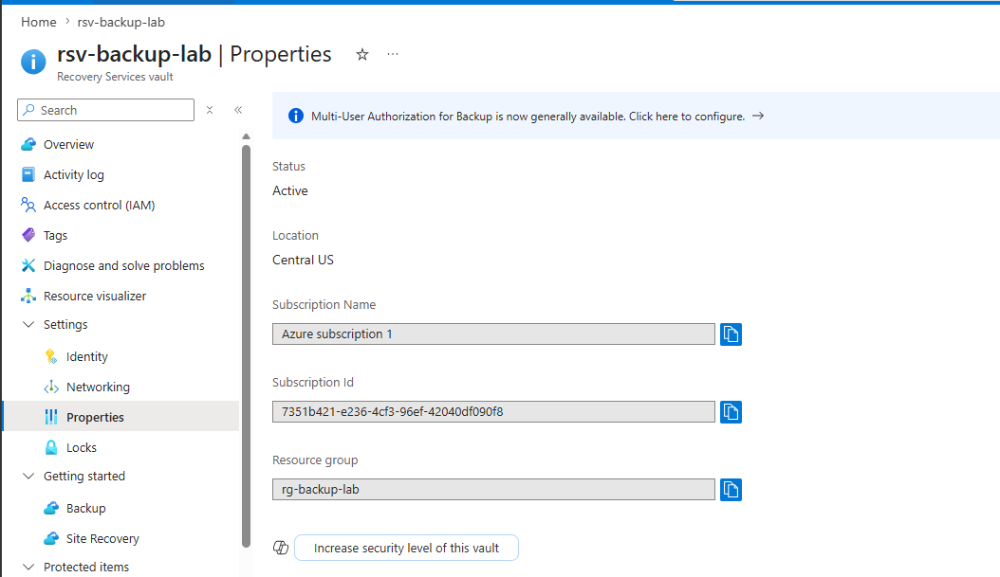 Home > rsv-backup-lab
rsv-backup-lab | Properties
Recovery Services vault
Search
Overview
Activity log
Access control (IAM)
Tags
Diagnose and solve problems
Resource visualizer
Settings
Identity
Networking
Properties
Locks
Getting started
Backup
Site Recovery
Protected items
Multi-User Authorization for Backup is now generally available. Click here to configure. →
Status
Active
Location
Central US
Subscription Name
Azure subscription 1
Subscription Id
7351b421-e236-4cf3-96ef-42040df090f8
Resource group
rg-backup-lab
Increase security level of this vault